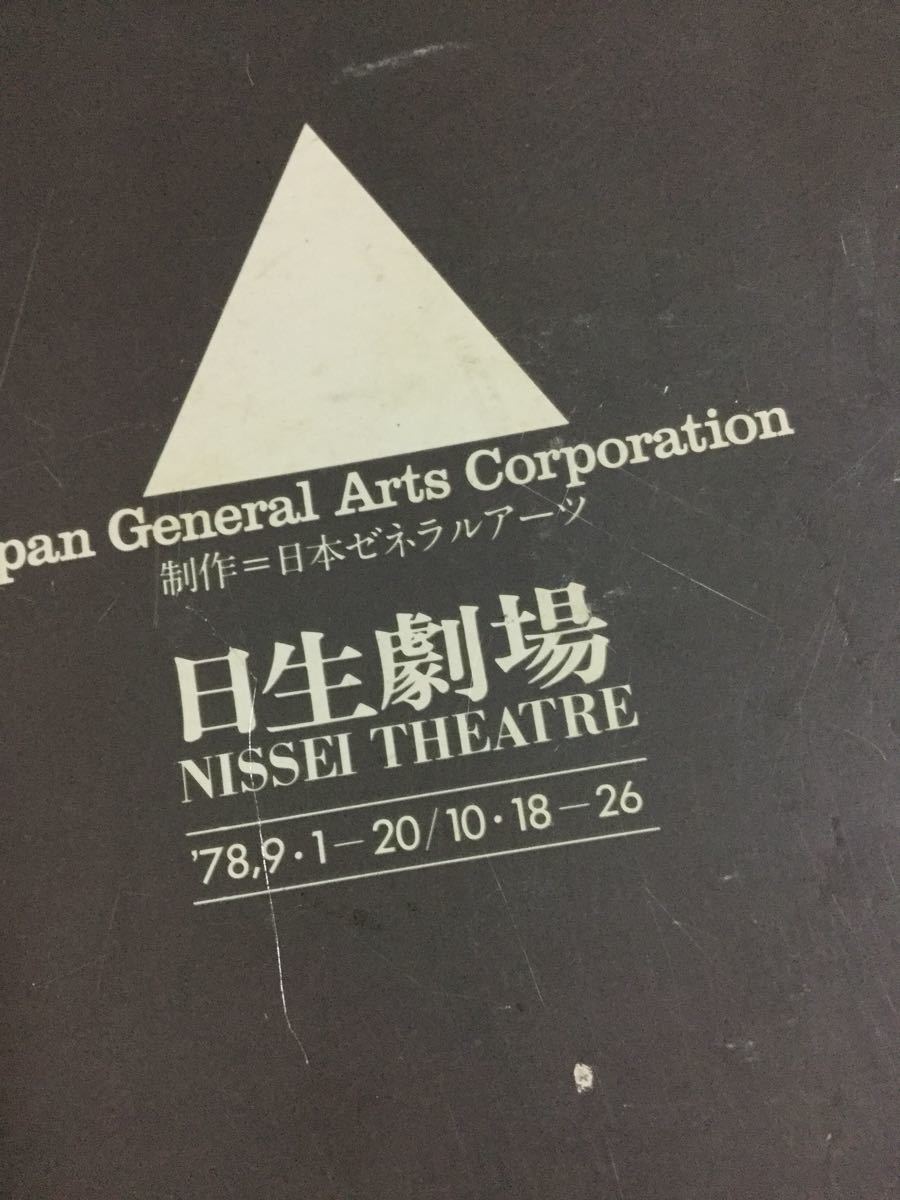 pan General Arts Corporation
制作=日本ゼネラルアーツ
日生劇場
NISSEI THEATRE
'78,9・1－20/10・18－26